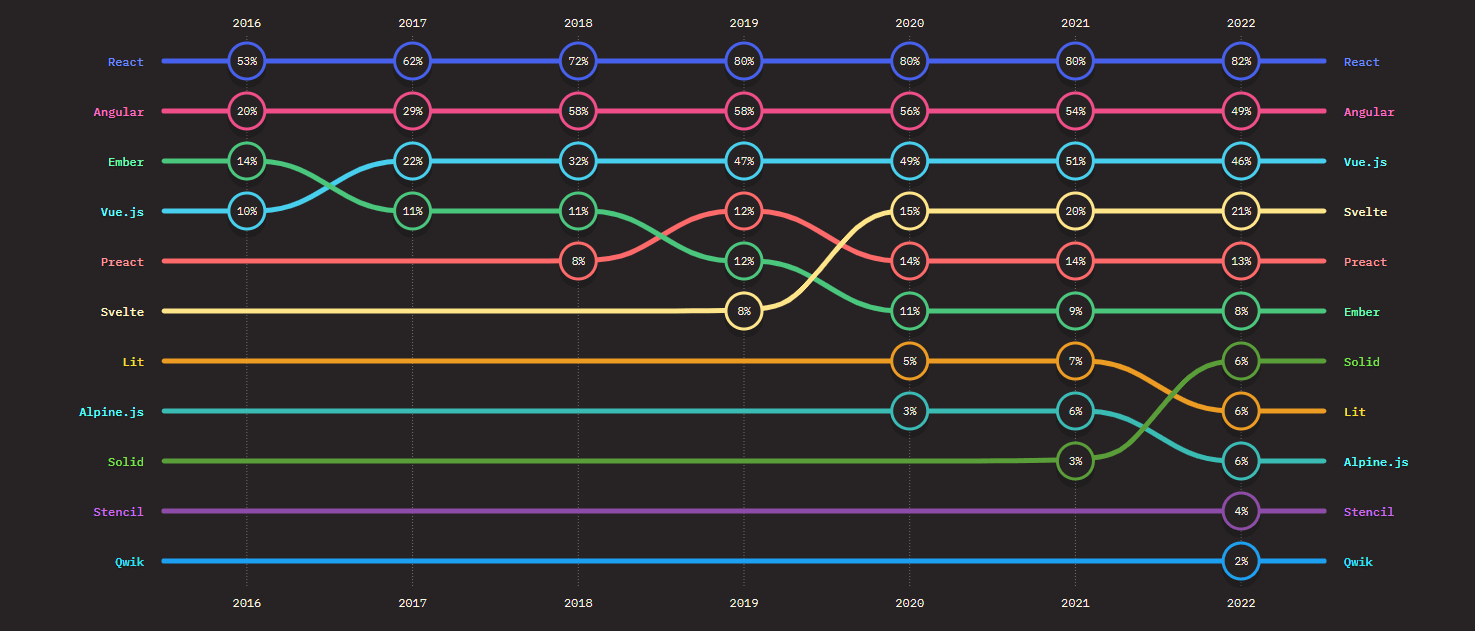 2016 2017 2018 2019 2020 2021 2022
React 53% 62% 72% 80% 80% 80% 82% React
Angular 20% 29% 58% 58% 56% 54% 49% Angular
Ember 14% 22% 32% 47% 49% 51% 46% Vue.js
Vue.js 10% 11% 11% 12% 15% 20% 21% Svelte
Preact 8% 12% 14% 14% 13% Preact
Svelte 8% 11% 9% 8% Ember
Lit 5% 7% 6% Solid
Alpine.js 3% 6% 6% Lit
Solid 3% 6% Alpine.js
Stencil 4% Stencil
Qwik 2% Qwik
2016 2017 2018 2019 2020 2021 2022